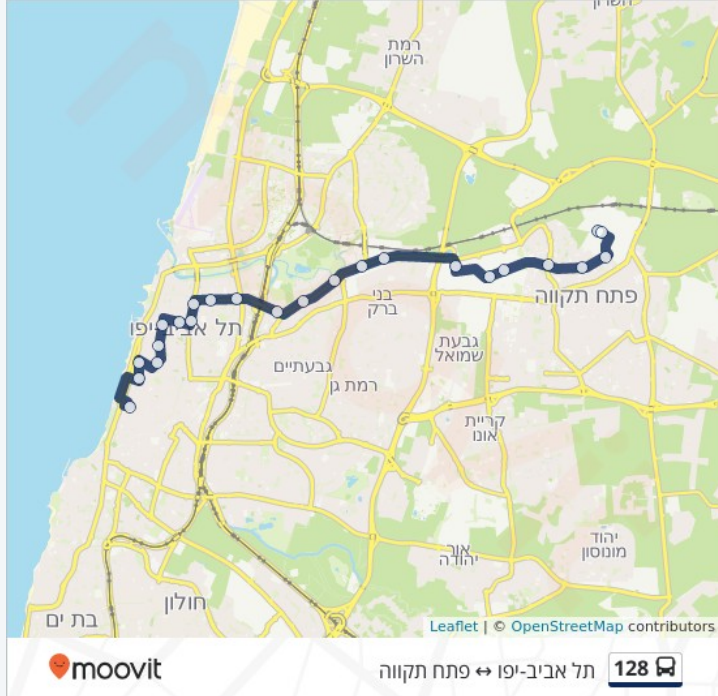 השרון
רמת
השרון
פתח תקווה
בני
ברק
תל אביב-יפו
גבעת
שמואל
גבעתיים
רמת גן
קריית
אונו
אור
יהודה
יהוד
מונוסון
חולון
בת ים
Leaflet | © OpenStreetMap contributors
moovit
תל אביב-יפו ↔ פתח תקווה
128